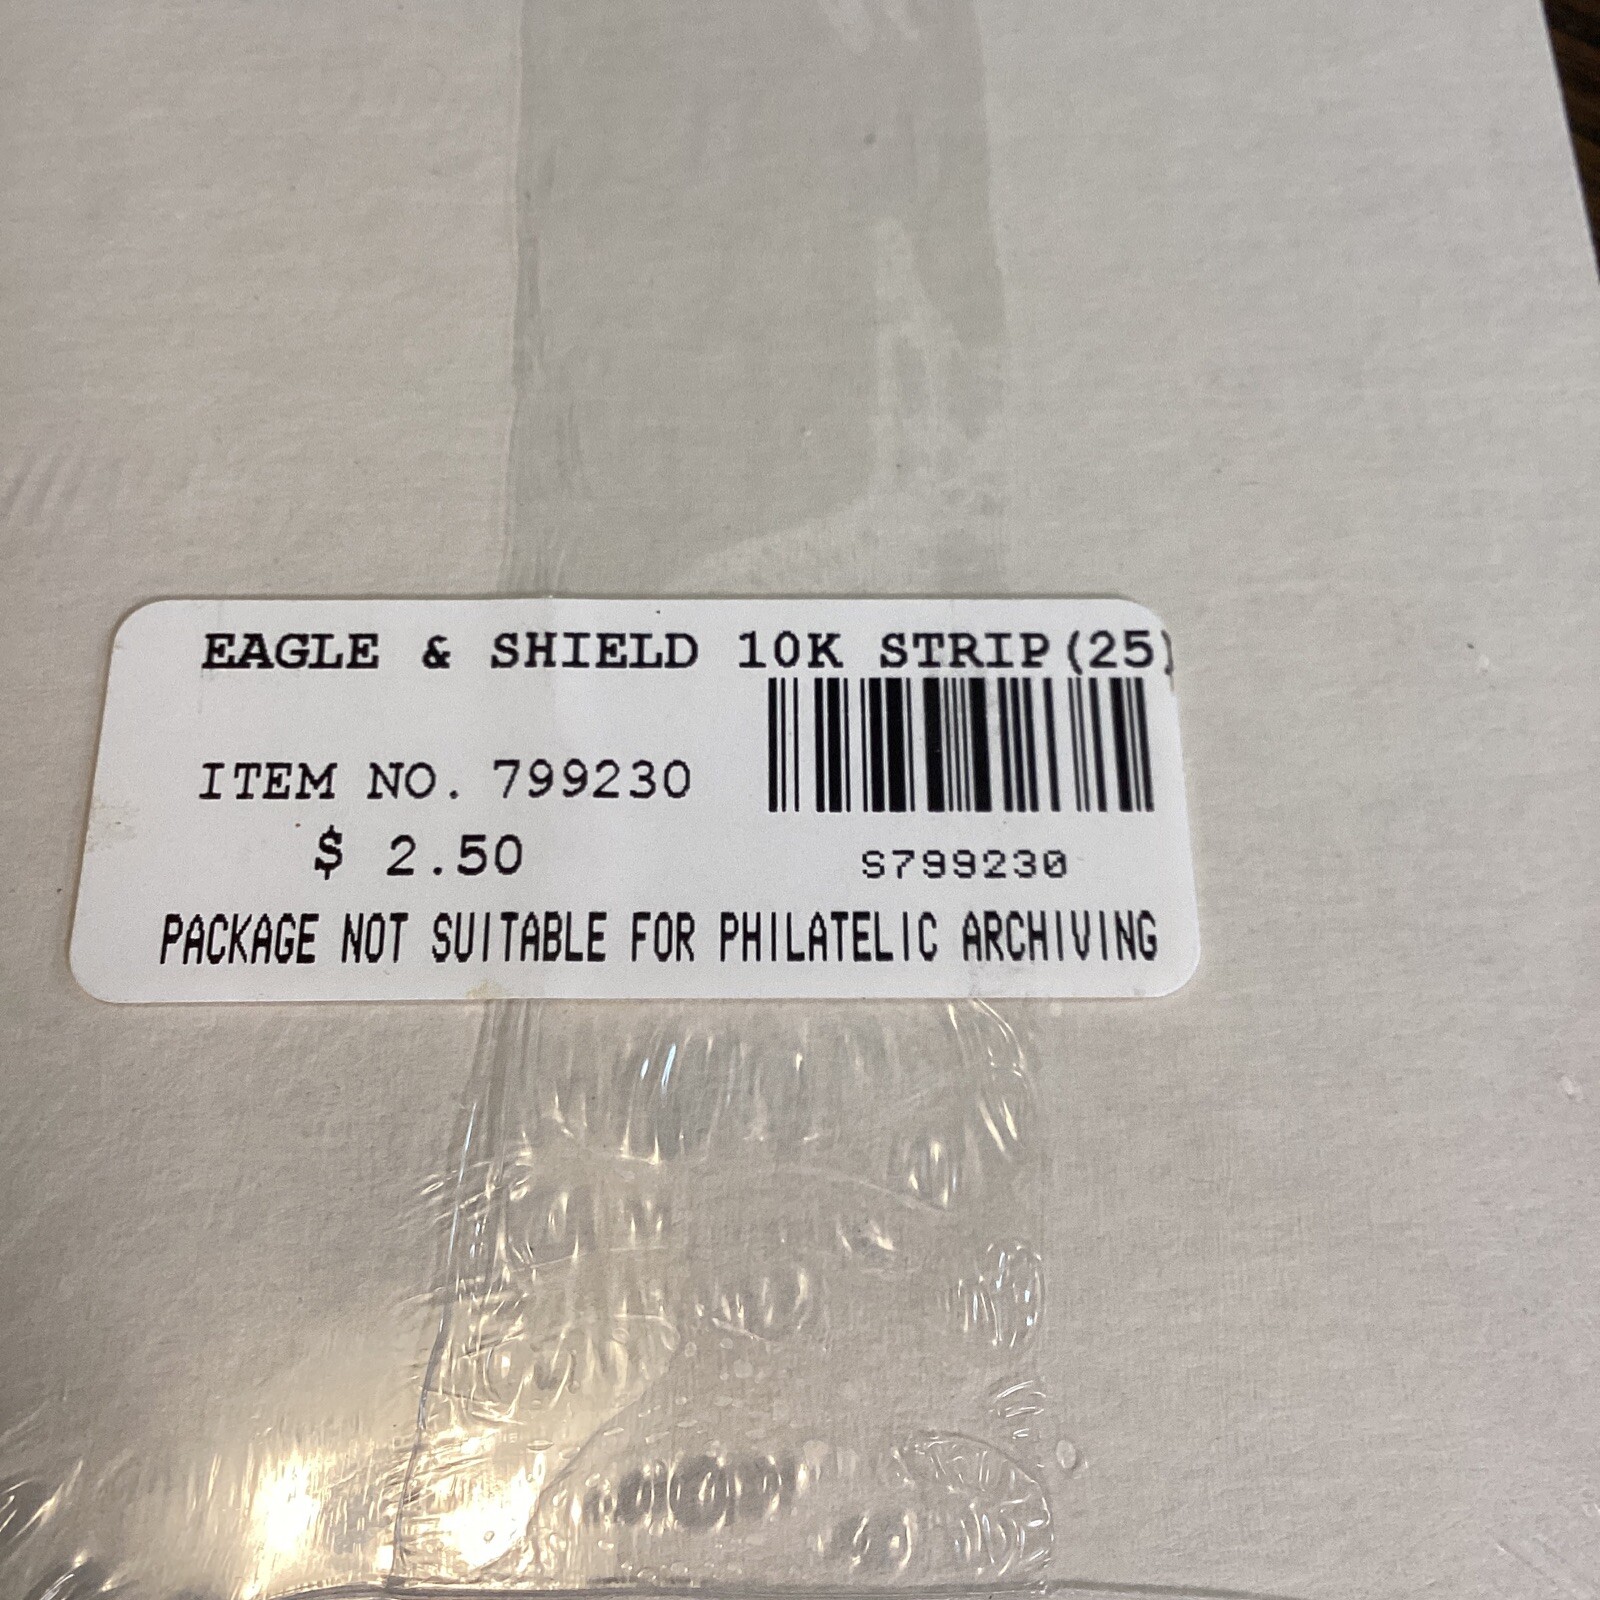 EAGLE & SHIELD 10K STRIP(25)
ITEM NO. 799230
$ 2.50
S799230
PACKAGE NOT SUITABLE FOR PHILATELIC ARCHIVING